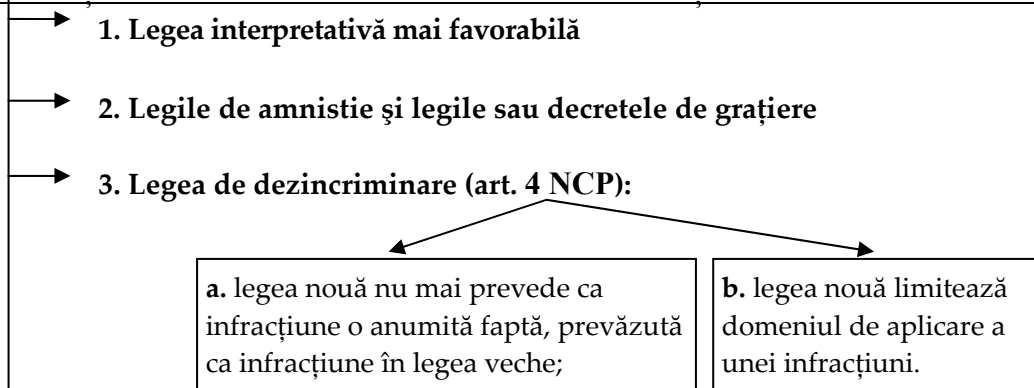 1. Legea interpretativă mai favorabilă
2. Legile de amnistie şi legile sau decretele de grațiere
3. Legea de dezincriminare (art. 4 NCP):
a. legea nouă nu mai prevede ca
infracțiune o anumită faptă, prevăzută
ca infracțiune în legea veche;
b. legea nouă limitează
domeniul de aplicare a
unei infracțiuni.